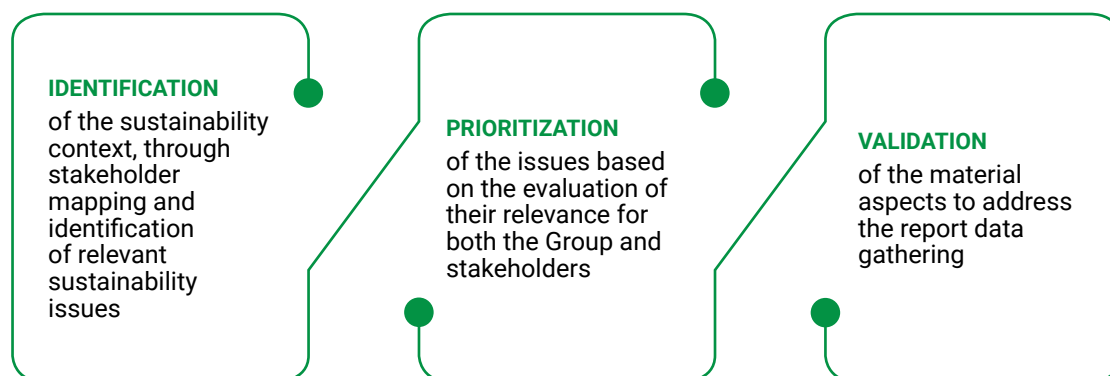 IDENTIFICATION
of the sustainability
context, through
stakeholder
mapping and
identification
of relevant
sustainability
issues
PRIORITIZATION
of the issues based
on the evaluation of
their relevance for
both the Group and
stakeholders
VALIDATION
of the material
aspects to address
the report data
gathering